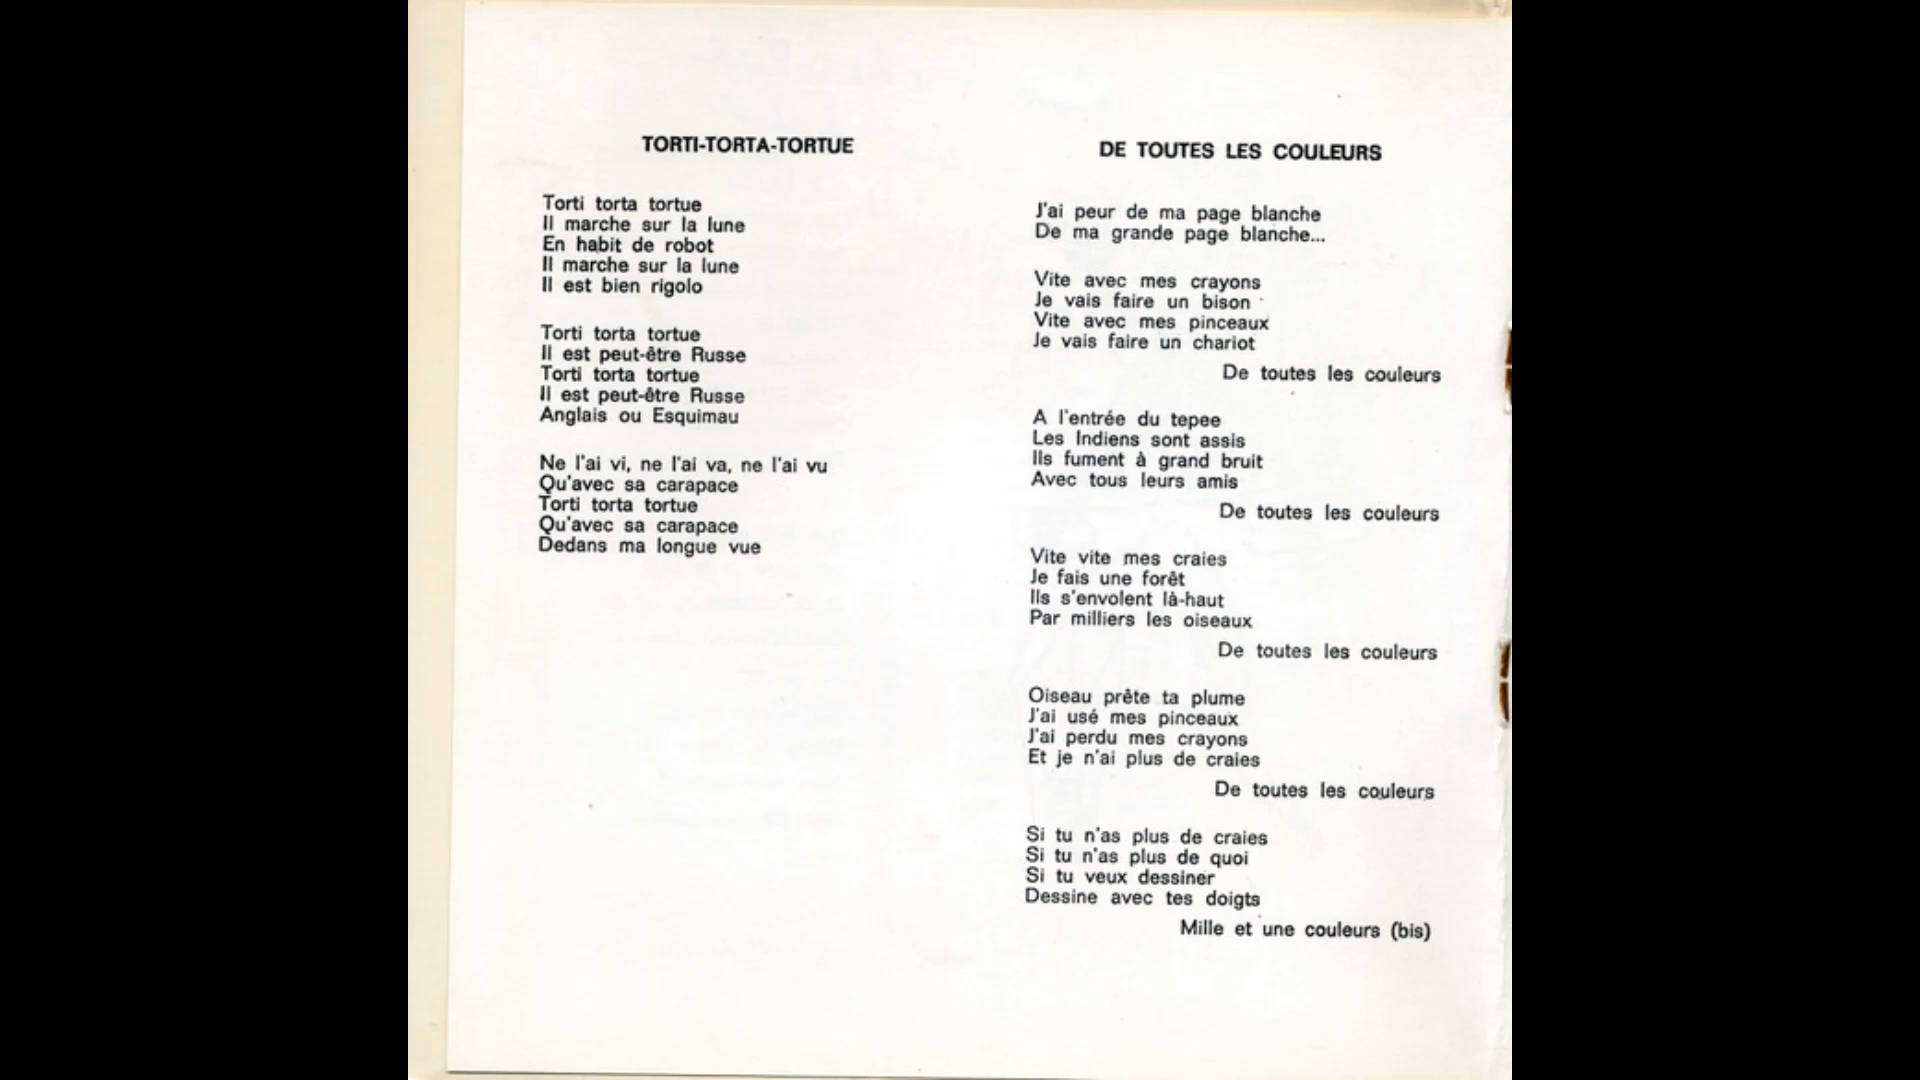 TORTI-TORTA-TORTUE
Torti torta tortue
Il marche sur la lune
En habit de robot
Il marche sur la lune
Il est bien rigolo
Torti torta tortue
Il est peut-être Russe
Torti torta tortue
Il est peut-être Russe
Anglais ou Esquimau
Ne l'ai vi, ne l'ai va, ne l'ai vu
Qu'avec sa carapace
Torti torta tortue
Qu'avec sa carapace
Dedans ma longue vue
DE TOUTES LES COULEURS
J'ai peur de ma page blanche
De ma grande page blanche...
Vite avec mes crayons
Je vais faire un bison
Vite avec mes pinceaux
Je vais faire un chariot
De toutes les couleurs
A l'entrée du tepee
Les Indiens sont assis
Ils fument à grand bruit
Avec tous leurs amis
De toutes les couleurs
Vite vite mes craies
Je fais une forêt
Ils s'envolent là-haut
Par milliers les oiseaux
De toutes les couleurs
Oiseau prête ta plume
J'ai usé mes pinceaux
J'ai perdu mes crayons
Et je n'ai plus de craies
De toutes les couleurs
Si tu n'as plus de craies
Si tu n'as plus de quoi
Si tu veux dessiner
Dessine avec tes doigts
Mille et une couleurs (bis)